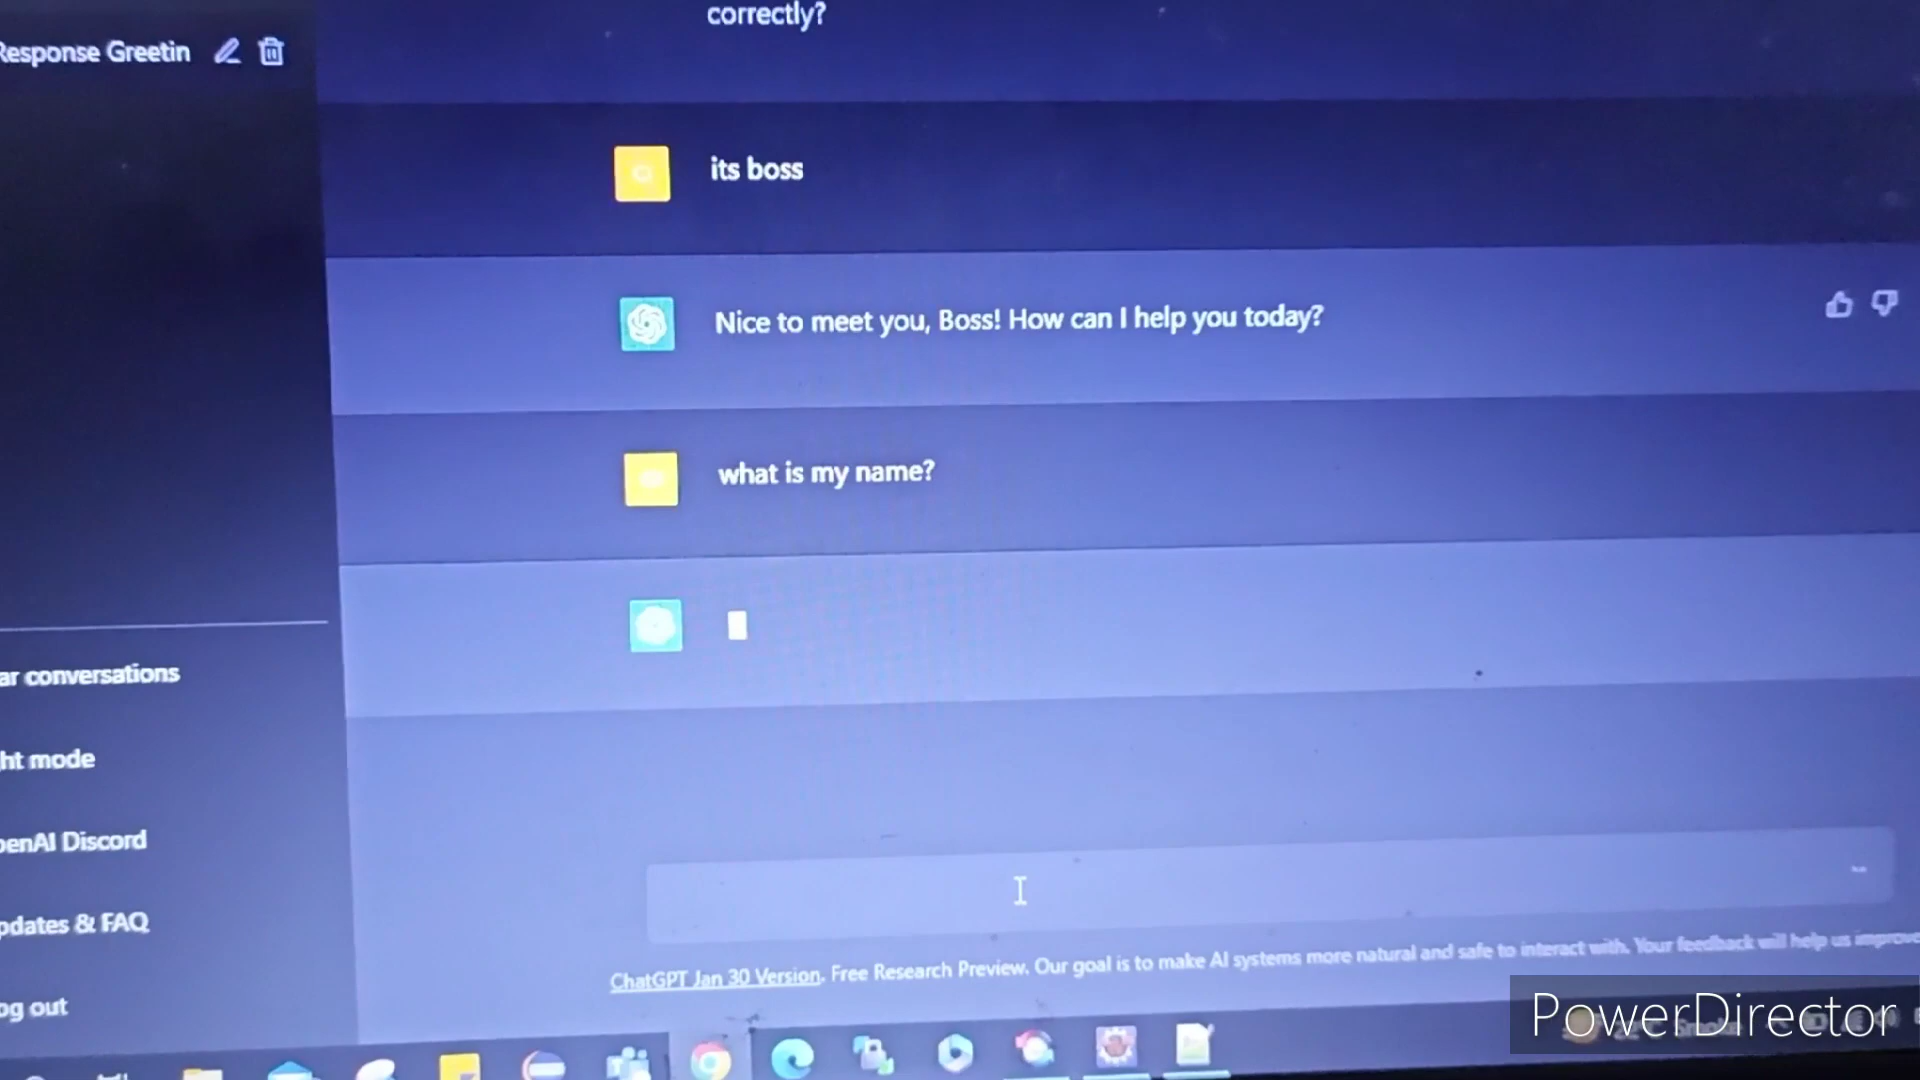 correctly?
Response Greetin
its boss
Nice to meet you, Boss! How can I help you today?
what is my name?
ar conversations
ht mode
penAI Discord
pdates & FAQ
og out
ChatGPT Jan 30 Version. Free Research Preview. Our goal is to make AI systems more natural and safe to interact with. Your feedback will help us improve
PowerDirector